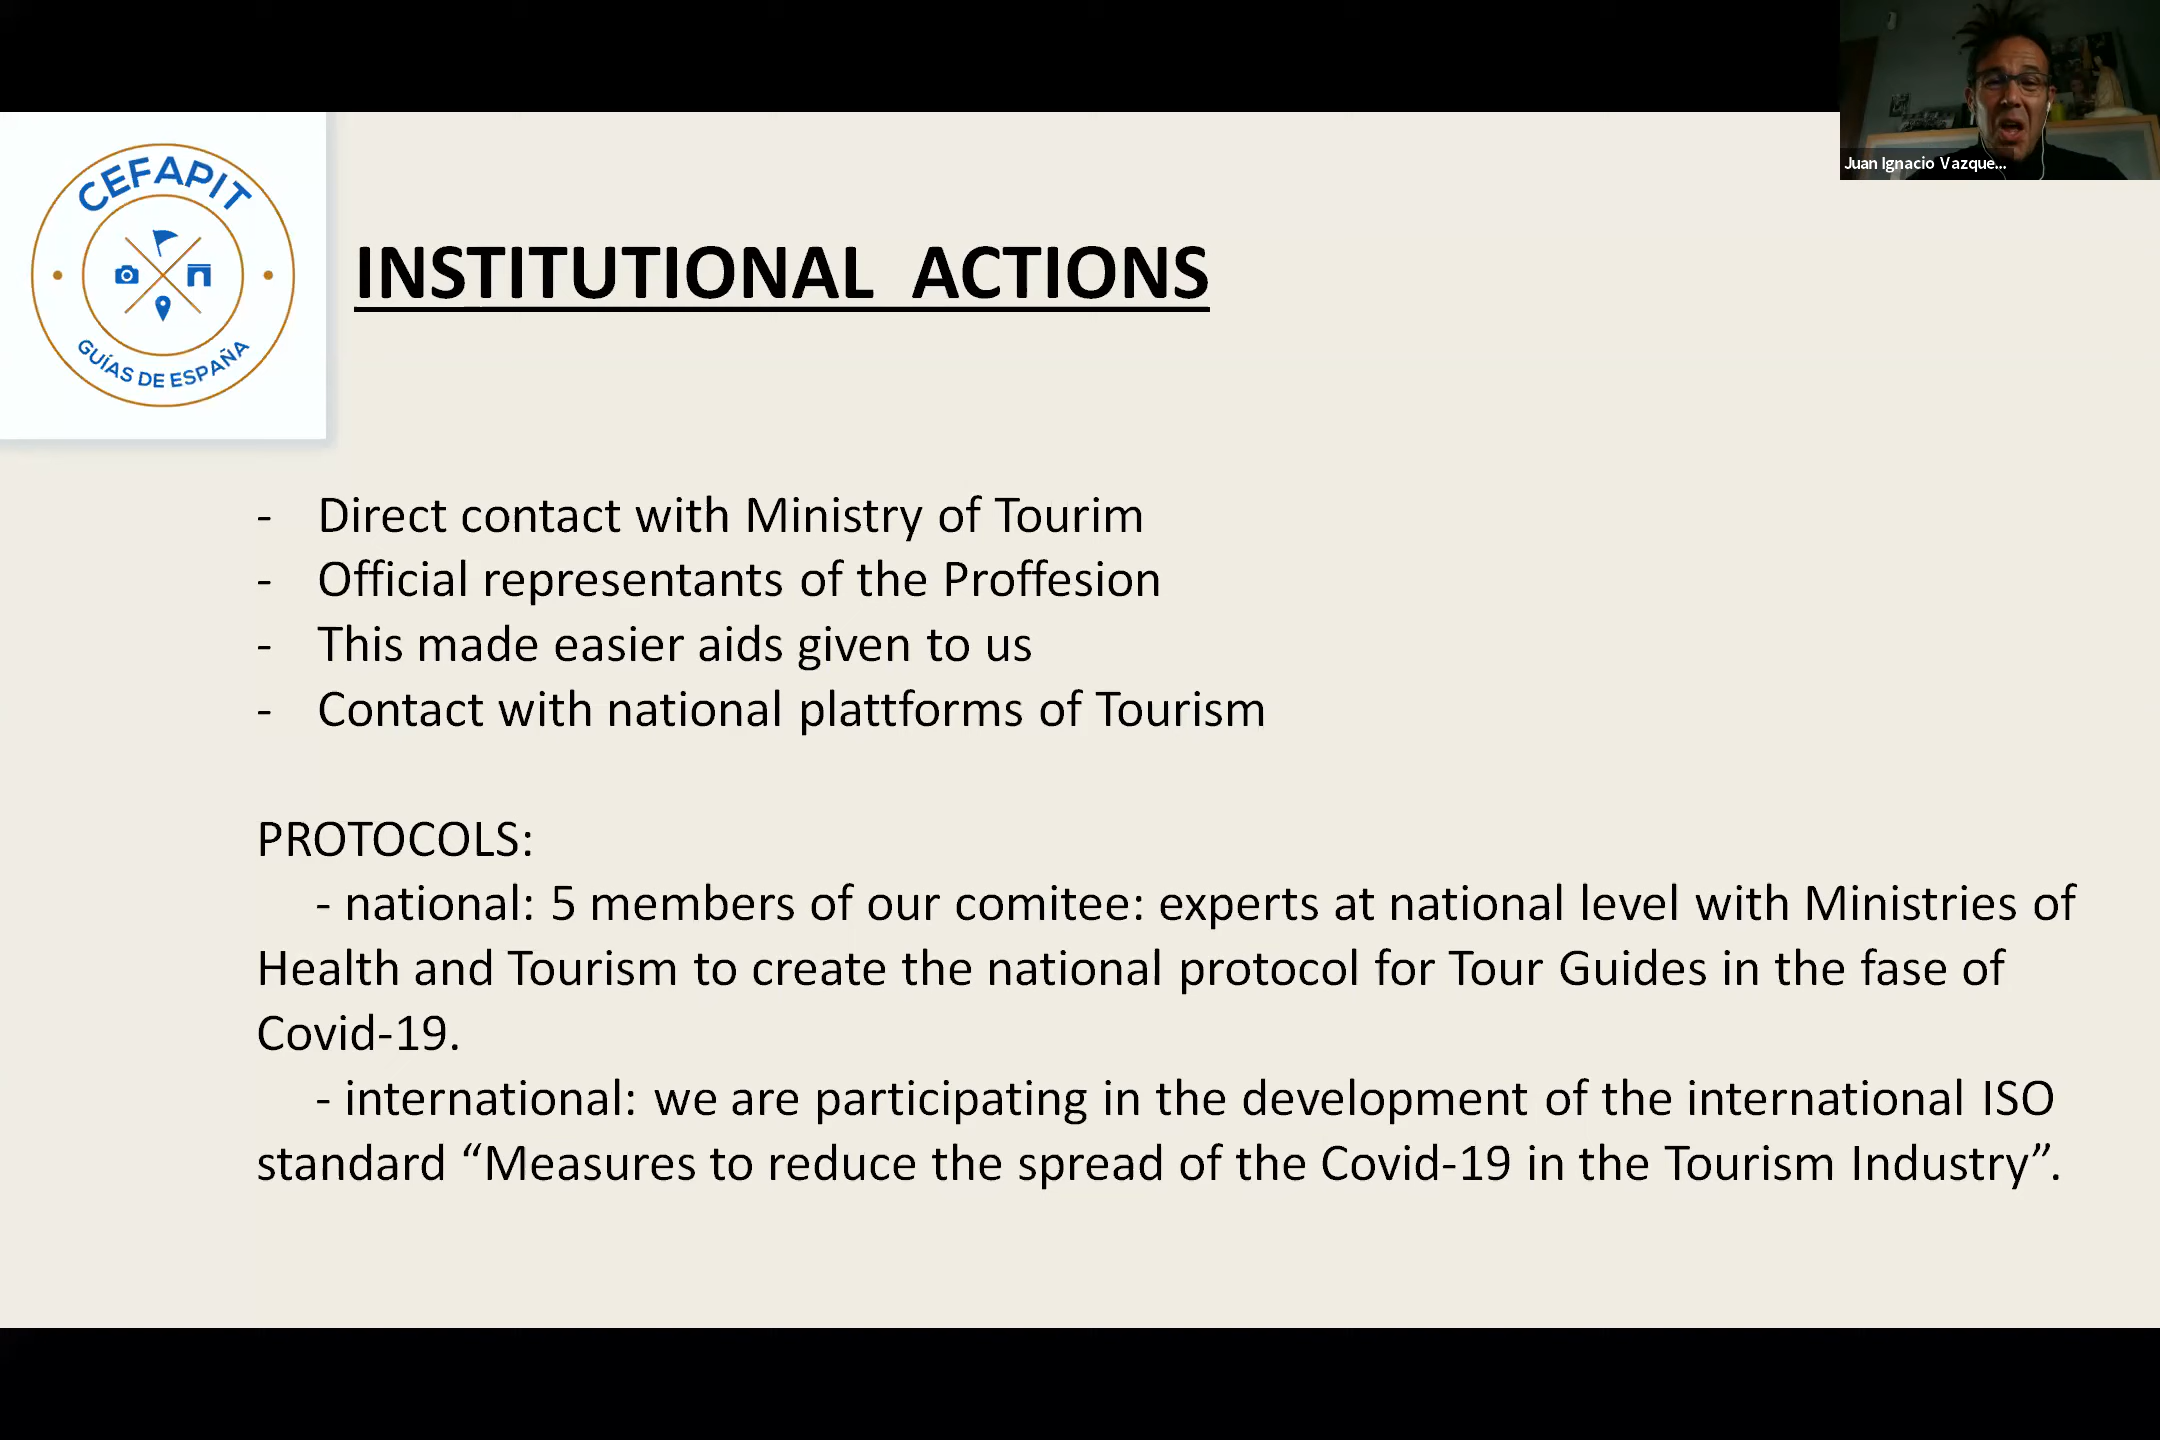 Juan Ignacio Vazque...
CEFAPIT
GUÍAS DE ESPAÑA
INSTITUTIONAL ACTIONS
- Direct contact with Ministry of Tourim
- Official representants of the Proffesion
- This made easier aids given to us
- Contact with national plattforms of Tourism
PROTOCOLS:
- national: 5 members of our comitee: experts at national level with Ministries of
Health and Tourism to create the national protocol for Tour Guides in the fase of
Covid-19.
- international: we are participating in the development of the international ISO
standard “Measures to reduce the spread of the Covid-19 in the Tourism Industry”.